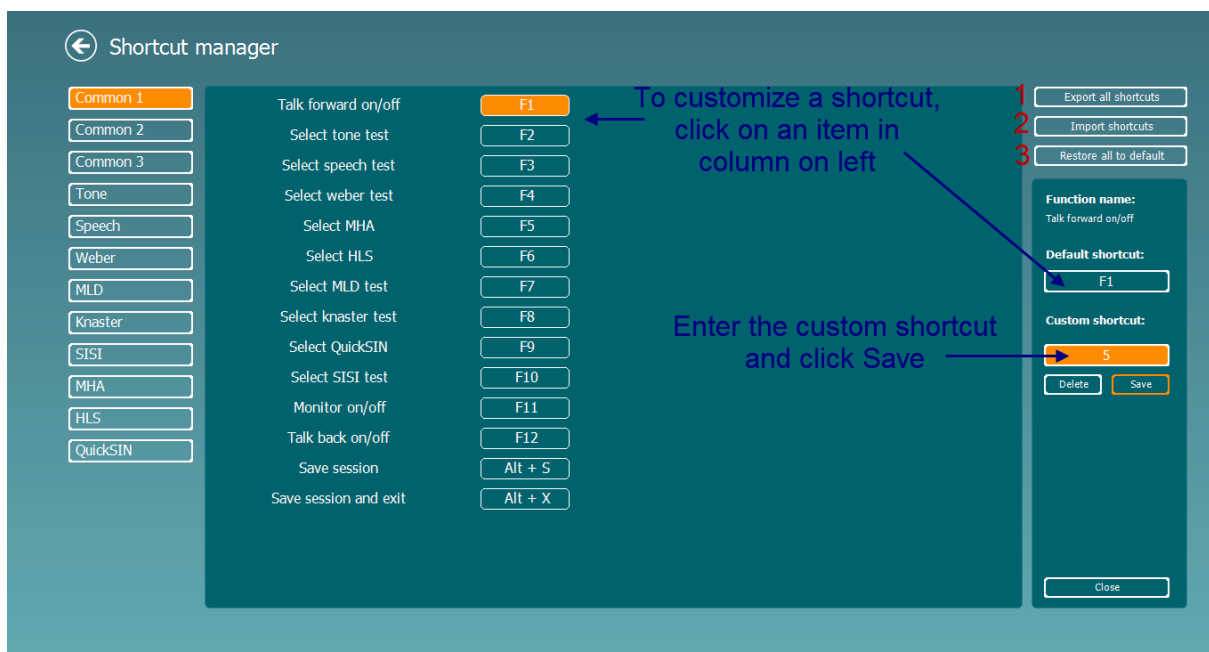 Shortcut manager
Common 1
Common 2
Common 3
Tone
Speech
Weber
MLD
Knaster
SISI
MHA
HLS
QuickSIN
Talk forward on/off F1
Select tone test F2
Select speech test F3
Select weber test F4
Select MHA F5
Select HLS F6
Select MLD test F7
Select knaster test F8
Select QuickSIN F9
Select SISI test F10
Monitor on/off F11
Talk back on/off F12
Save session Alt + S
Save session and exit Alt + X
To customize a shortcut,
click on an item in
column on left
Enter the custom shortcut
and click Save
1 Export all shortcuts
2 Import shortcuts
3 Restore all to default
Function name:
Talk forward on/off
Default shortcut:
F1
Custom shortcut:
5
Delete Save
Close